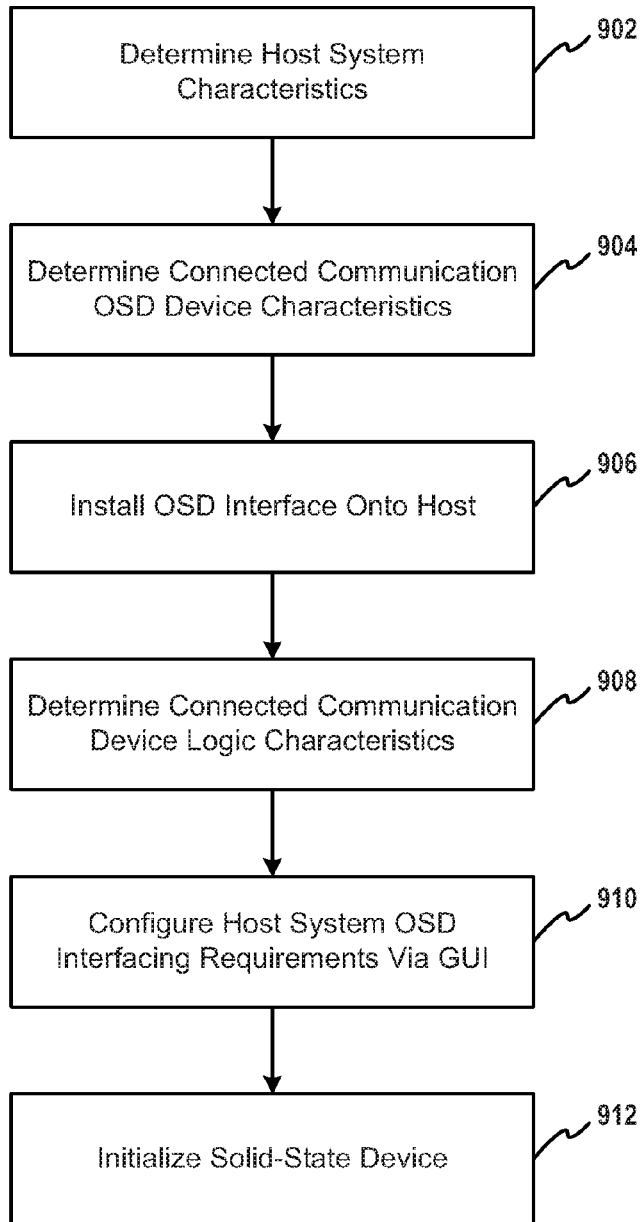 Determine Host System
Characteristics
902
Determine Connected Communication
OSD Device Characteristics
904
Install OSD Interface Onto Host
906
Determine Connected Communication
Device Logic Characteristics
908
Configure Host System OSD
Interfacing Requirements Via GUI
910
Initialize Solid-State Device
912